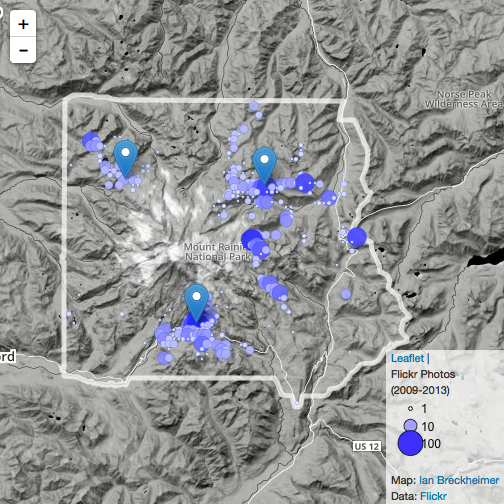 +
−
Norse Peak
Wilderness Area
Mount Rainier
National Park
ord
US 12
Leaflet |
Flickr Photos
(2009-2013)
1
10
100
Map: Ian Breckheimer
Data: Flickr